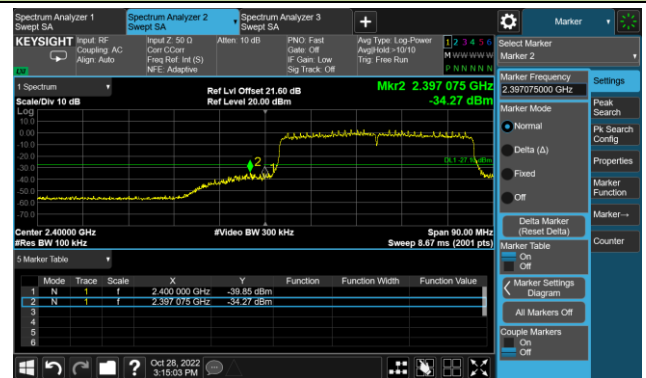 Spectrum Analyzer 1
Swept SA
Spectrum Analyzer 2
Swept SA
Spectrum Analyzer 3
Swept SA
Marker
KEYSIGHT
Input: RF
Coupling: AC
Align: Auto
Input Z: 50 Ω
Corr CCorr
Freq Ref: Int (S)
NFE: Adaptive
Atten: 10 dB
PNO: Fast
Gate: Off
IF Gain: Low
Sig Track: Off
Avg Type: Log-Power
Avg|Hold:>10/10
Trig: Free Run
1 2 3 4 5 6
M W W W W W
P N N N N N
Select Marker
Marker 2
1 Spectrum
Scale/Div 10 dB
Log
Ref Lvl Offset 21.60 dB
Ref Level 20.00 dBm
Mkr2 2.397 075 GHz
-34.27 dBm
10.0
0.00
-10.0
-20.0
-30.0
-40.0
-50.0
-60.0
-70.0
2
1
Center 2.40000 GHz
#Res BW 100 kHz
#Video BW 300 kHz
Span 90.00 MHz
Sweep 8.67 ms (2001 pts)
5 Marker Table
Mode Trace Scale X Y Function Function Width Function Value
1 N 1 f 2.400 000 GHz -39.85 dBm
2 N 1 f 2.397 075 GHz -34.27 dBm
3
4
5
6
Marker Frequency
2.397075000 GHz
Marker Mode
Normal
Delta (Δ)
Fixed
Off
Delta Marker
(Reset Delta)
Marker Table
On
Off
Marker Settings
Diagram
All Markers Off
Couple Markers
On
Off
Settings
Peak
Search
Pk Search
Config
Properties
Marker
Function
Marker→
Counter
?
Oct 28, 2022
3:15:03 PM